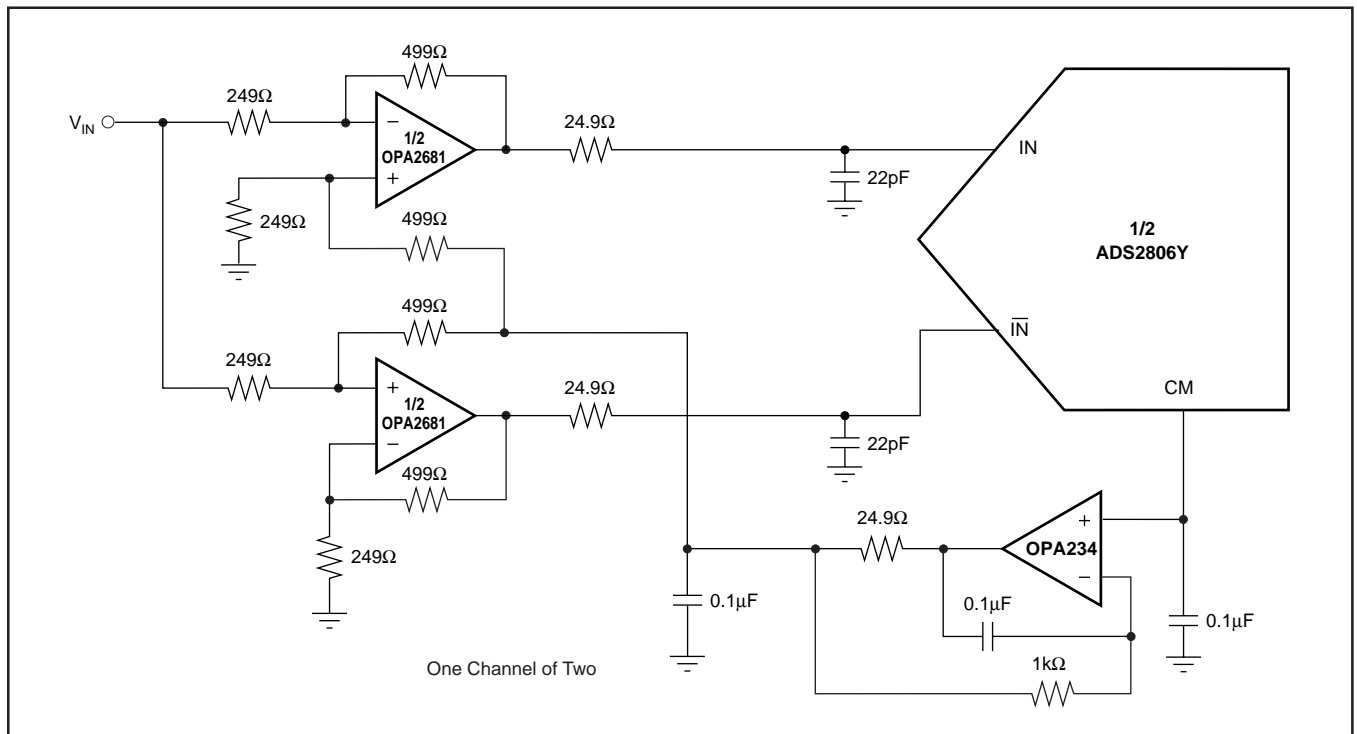 499Ω
249Ω
V_IN
−
1/2
OPA2681
+
24.9Ω
IN
22pF
249Ω
499Ω
1/2
ADS2806Y
499Ω
249Ω
I̅N̅
+
1/2
OPA2681
−
24.9Ω
CM
22pF
499Ω
249Ω
24.9Ω
+
OPA234
−
0.1µF
0.1µF
0.1µF
1kΩ
One Channel of Two